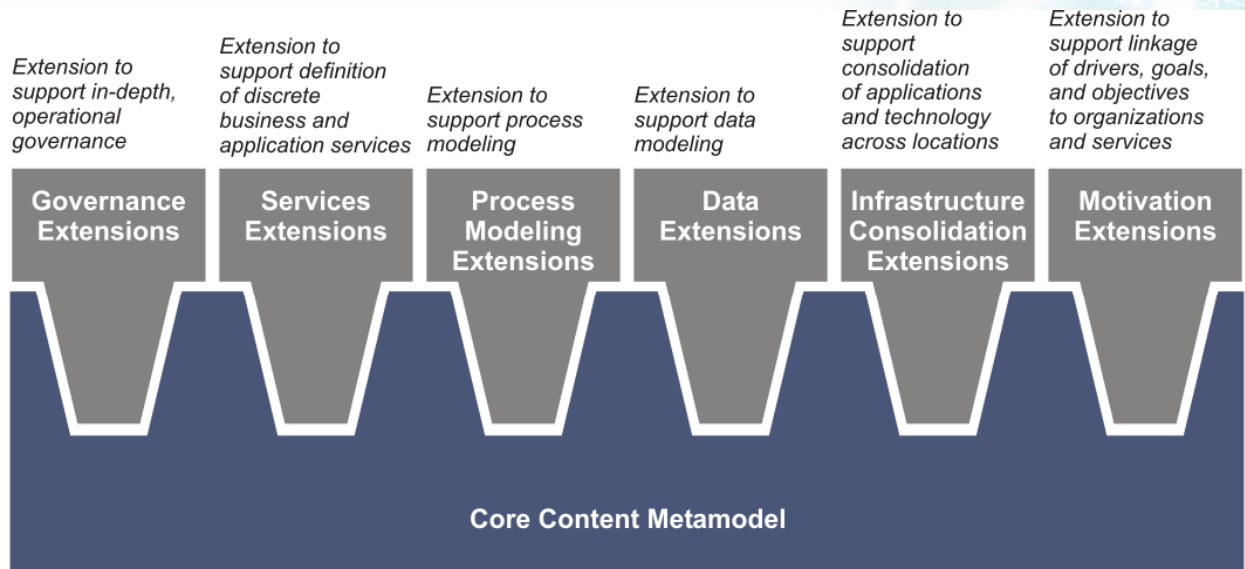 Extension to
support in-depth,
operational
governance
Extension to
support definition
of discrete
business and
application services
Extension to
support process
modeling
Extension to
support data
modeling
Extension to
support
consolidation
of applications
and technology
across locations
Extension to
support linkage
of drivers, goals,
and objectives
to organizations
and services
Governance
Extensions
Services
Extensions
Process
Modeling
Extensions
Data
Extensions
Infrastructure
Consolidation
Extensions
Motivation
Extensions
Core Content Metamodel